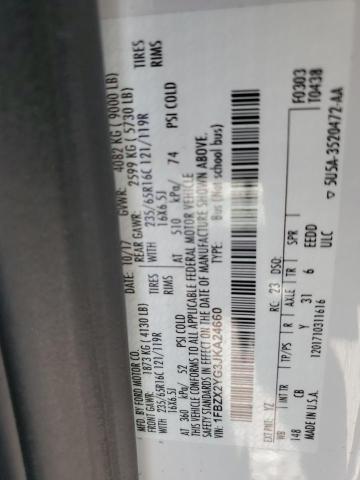 MFD. BY FORD MOTOR CO.
DATE: 10/17 GVWR: 4082 KG ( 9000 LB)
FRONT GAWR: 1873 KG ( 4130 LB) REAR GAWR: 2599 KG ( 5730 LB)
WITH 235/65R16C 121/119R TIRES WITH 235/65R16C 121/119R TIRES
16X6.5J RIMS 16X6.5J RIMS
AT 360 kPa/ 52 PSI COLD AT 510 kPa/ 74 PSI COLD
THIS VEHICLE CONFORMS TO ALL APPLICABLE FEDERAL MOTOR VEHICLE
SAFETY STANDARDS IN EFFECT ON THE DATE OF MANUFACTURE SHOWN ABOVE.
VIN: 1FBZX2YG3JKA24660 TYPE: Bus (Not school bus)
F0303
T0438
EXT PNT: YZ RC: 23 DSO:
WB INT TR TP/PS R AXLE TR SPR
148 CB Y 31 6 EEDD
MADE IN U.S.A. 1201710311616 ULC
5U5A-3520472-AA